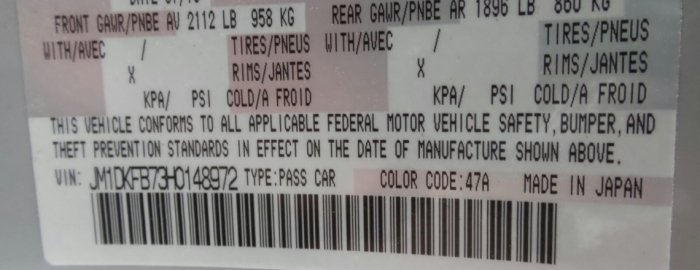 FRONT GAWR/PNBE AV 2112 LB 958 KG REAR GAWR/PNBE AR 1896 LB 860 KG
WITH/AVEC / TIRES/PNEUS WITH/AVEC / TIRES/PNEUS
X RIMS/JANTES X RIMS/JANTES
KPA/ PSI COLD/A FROID KPA/ PSI COLD/A FROID
THIS VEHICLE CONFORMS TO ALL APPLICABLE FEDERAL MOTOR VEHICLE SAFETY, BUMPER, AND
THEFT PREVENTION STANDARDS IN EFFECT ON THE DATE OF MANUFACTURE SHOWN ABOVE.
VIN: JM1DKFB73H0148972 TYPE:PASS CAR COLOR CODE:47A MADE IN JAPAN